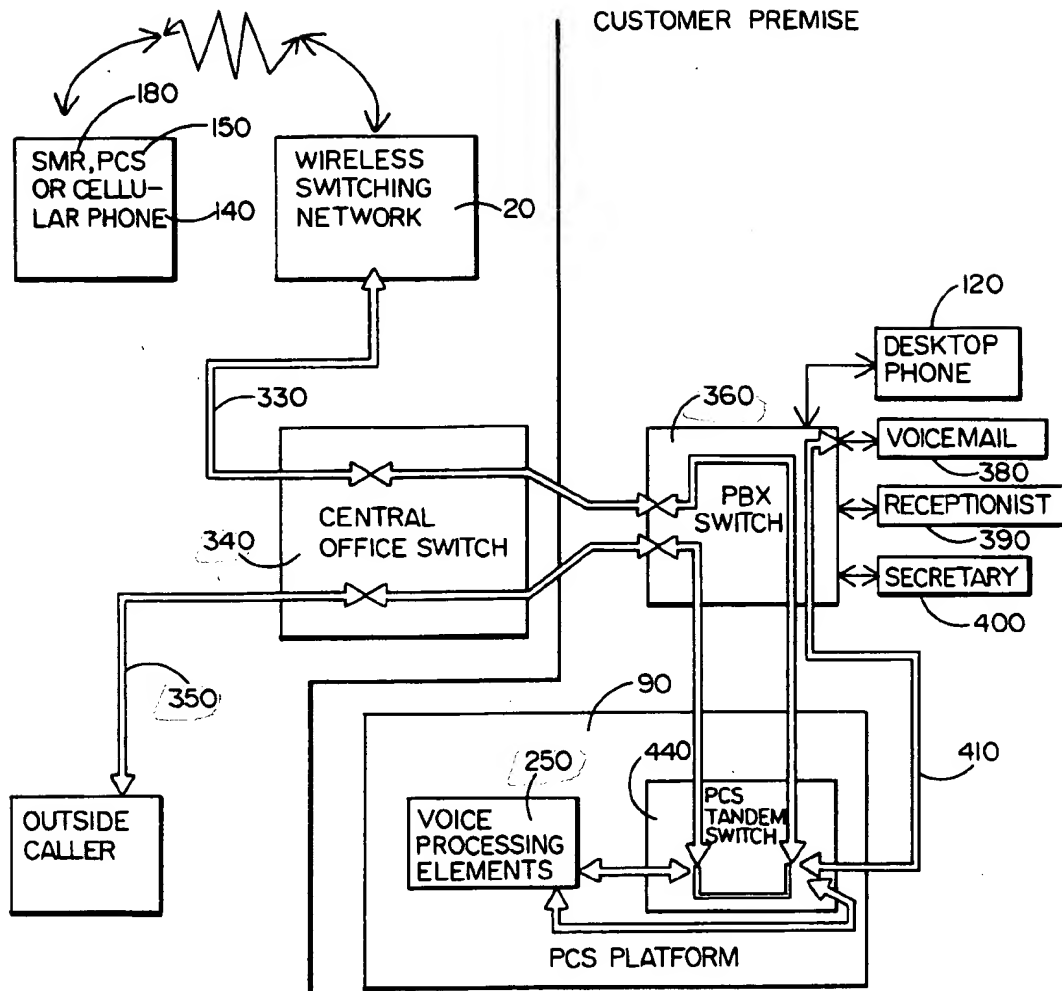 CUSTOMER PREMISE
180
150
SMR, PCS
OR CELLU-
LAR PHONE
140
WIRELESS
SWITCHING
NETWORK
20
120
DESKTOP
PHONE
330
360
VOICEMAIL
380
PBX
SWITCH
RECEPTIONIST
390
CENTRAL
OFFICE SWITCH
340
SECRETARY
400
350
90
440
410
250
PCS
TANDEM
SWITCH
VOICE
PROCESSING
ELEMENTS
OUTSIDE
CALLER
PCS PLATFORM